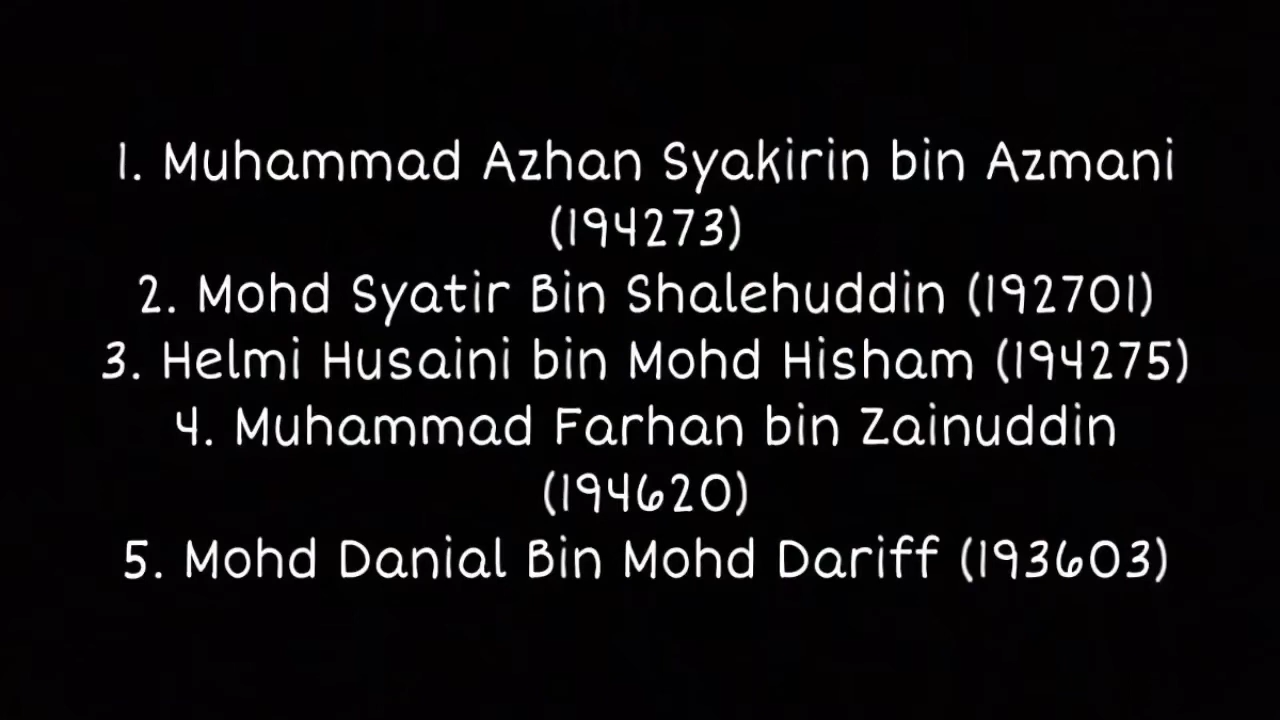 1. Muhammad Azhan Syakirin bin Azmani
(194273)
2. Mohd Syatir Bin Shalehuddin (192701)
3. Helmi Husaini bin Mohd Hisham (194275)
4. Muhammad Farhan bin Zainuddin
(194620)
5. Mohd Danial Bin Mohd Dariff (193603)